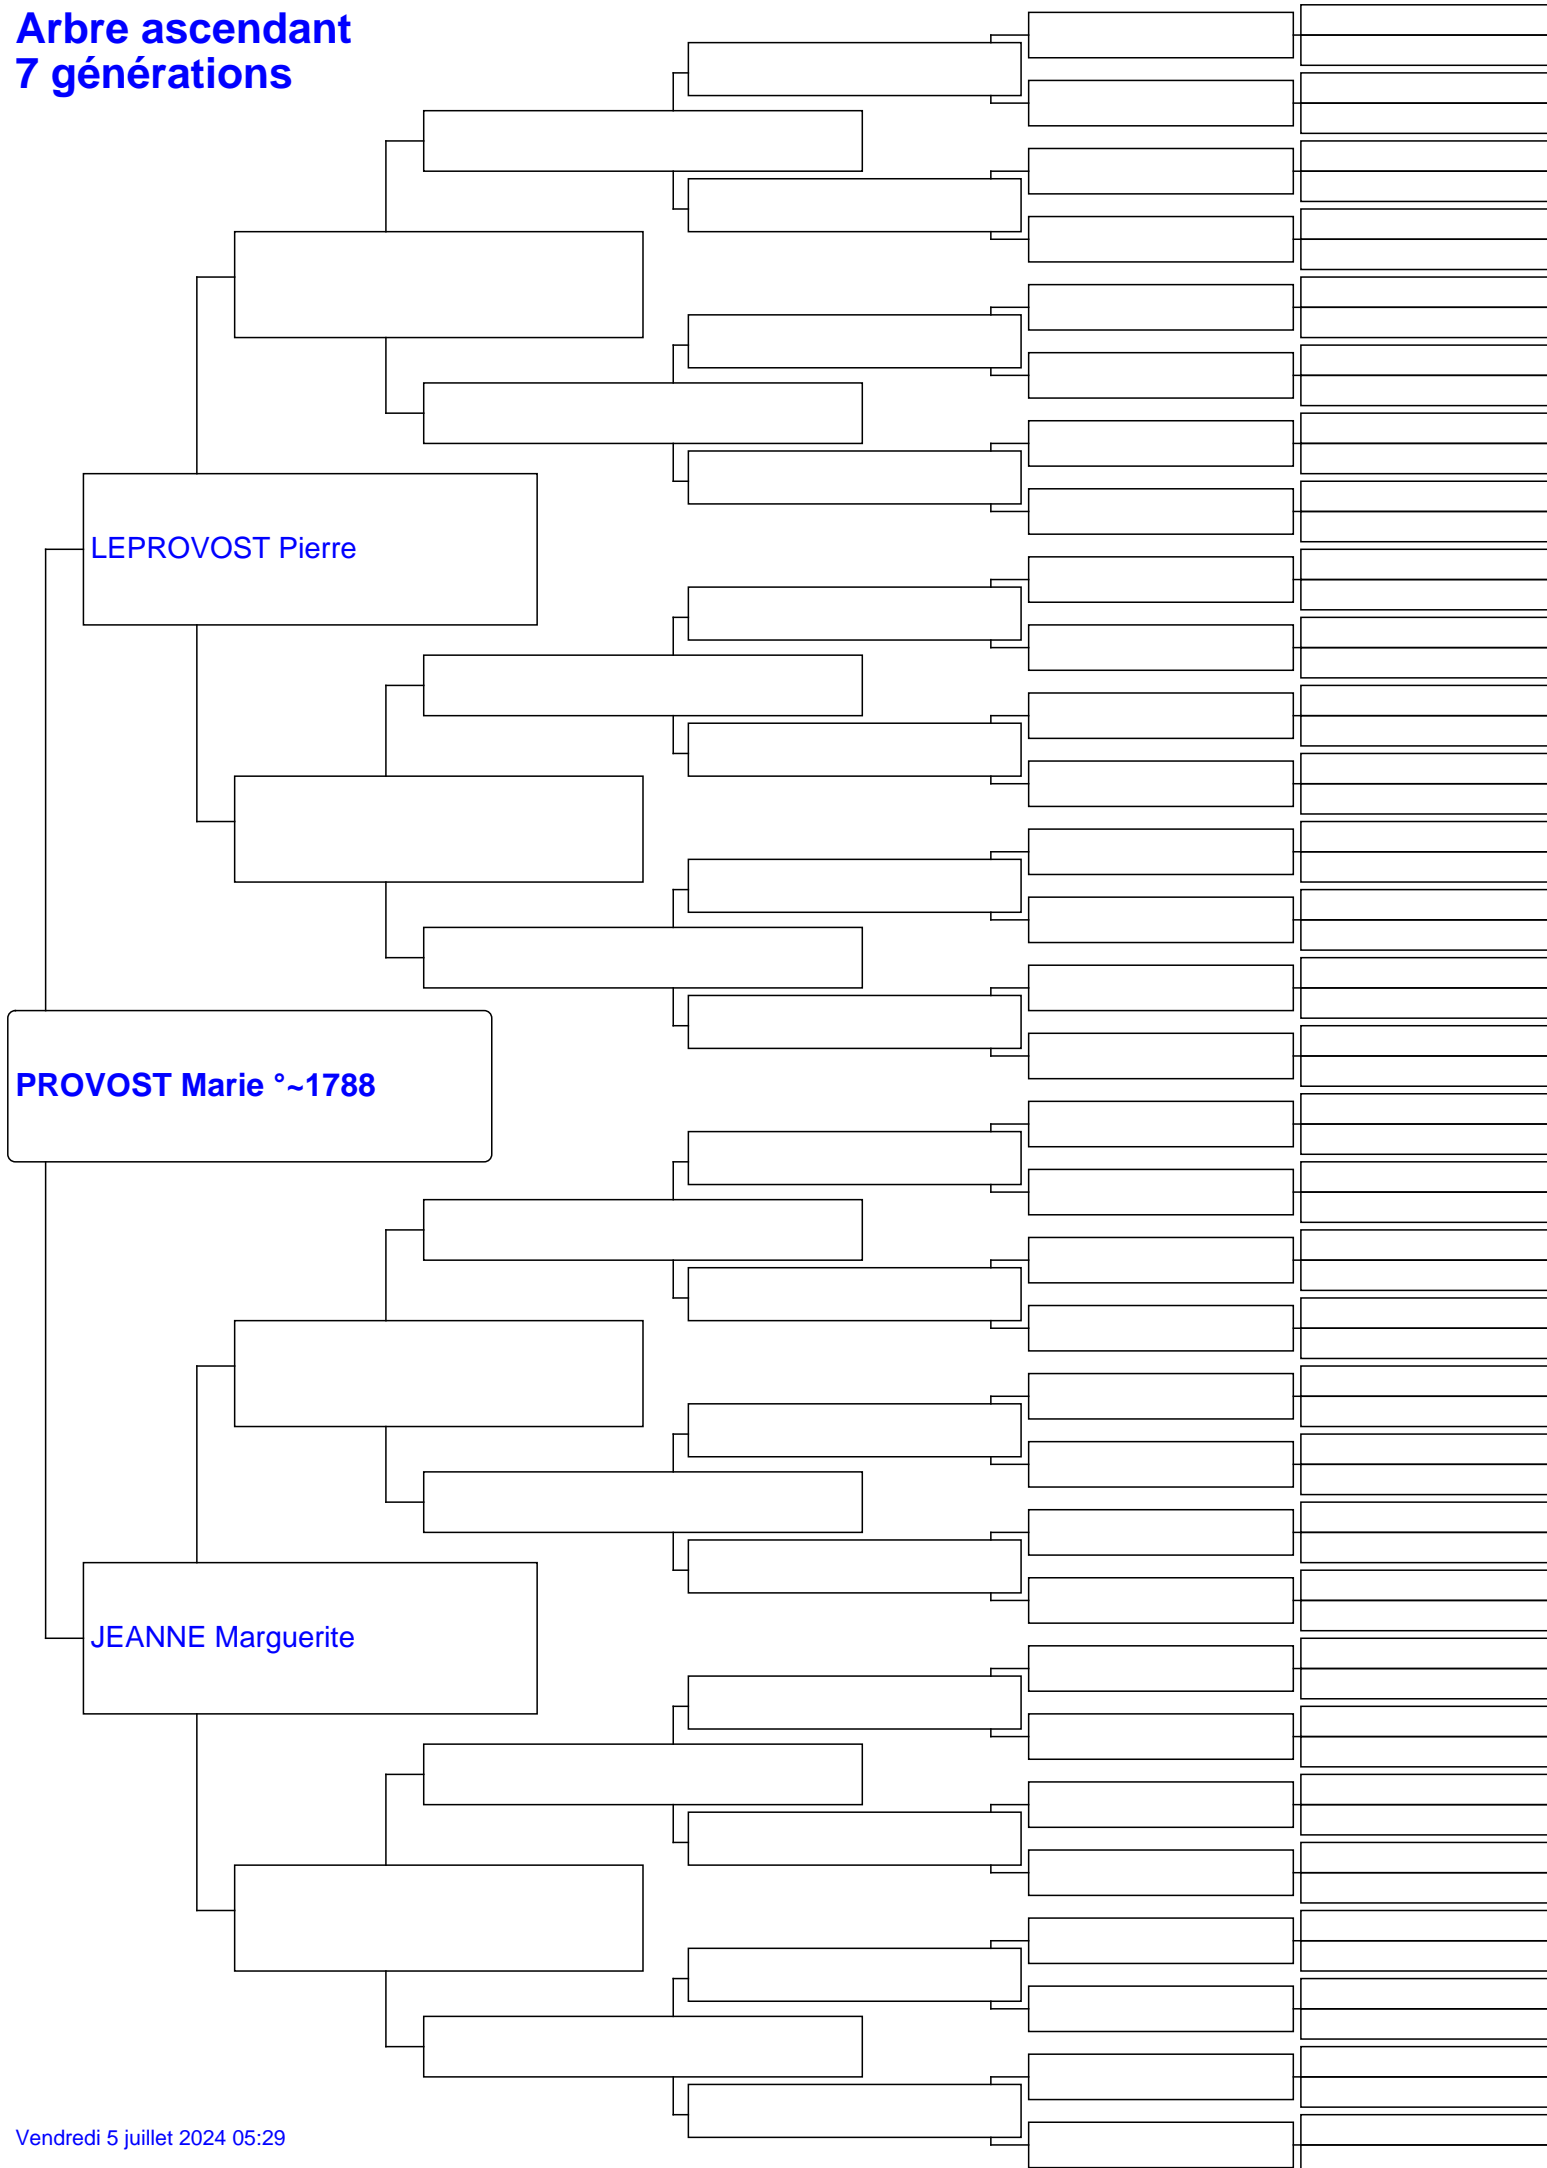 Arbre ascendant
7 générations
LEPROVOST Pierre
PROVOST Marie °~1788
JEANNE Marguerite
Vendredi 5 juillet 2024 05:29